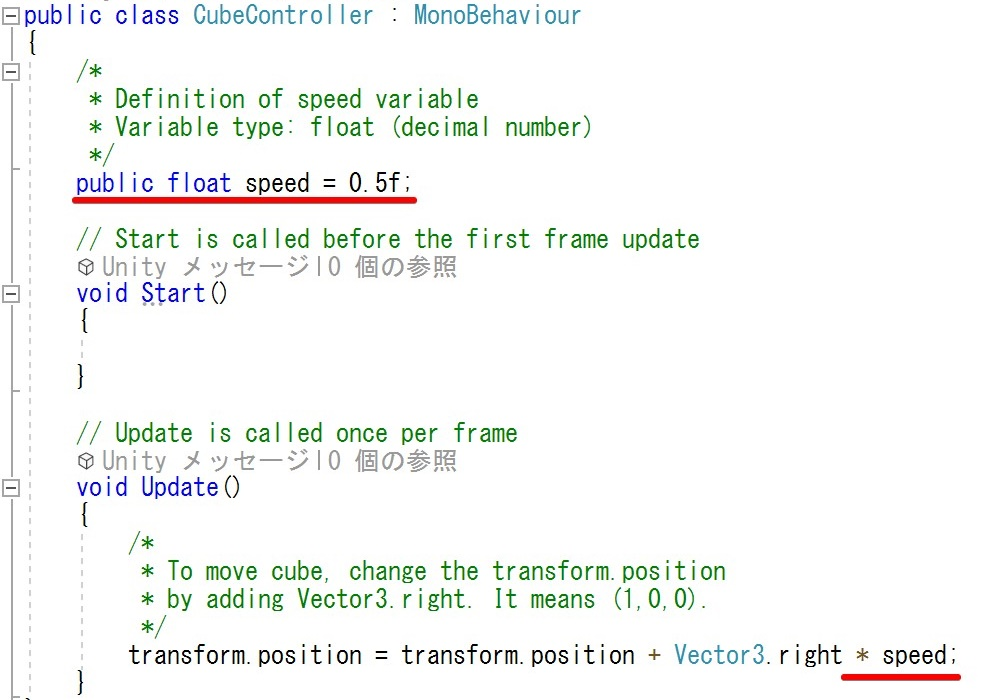 public class CubeController : MonoBehaviour
{
/*
* Definition of speed variable
* Variable type: float (decimal number)
*/
public float speed = 0.5f;
// Start is called before the first frame update
Unity メッセージ|0 個の参照
void Start()
{
}
// Update is called once per frame
Unity メッセージ|0 個の参照
void Update()
{
/*
* To move cube, change the transform.position
* by adding Vector3.right. It means (1,0,0).
*/
transform.position = transform.position + Vector3.right * speed;
}